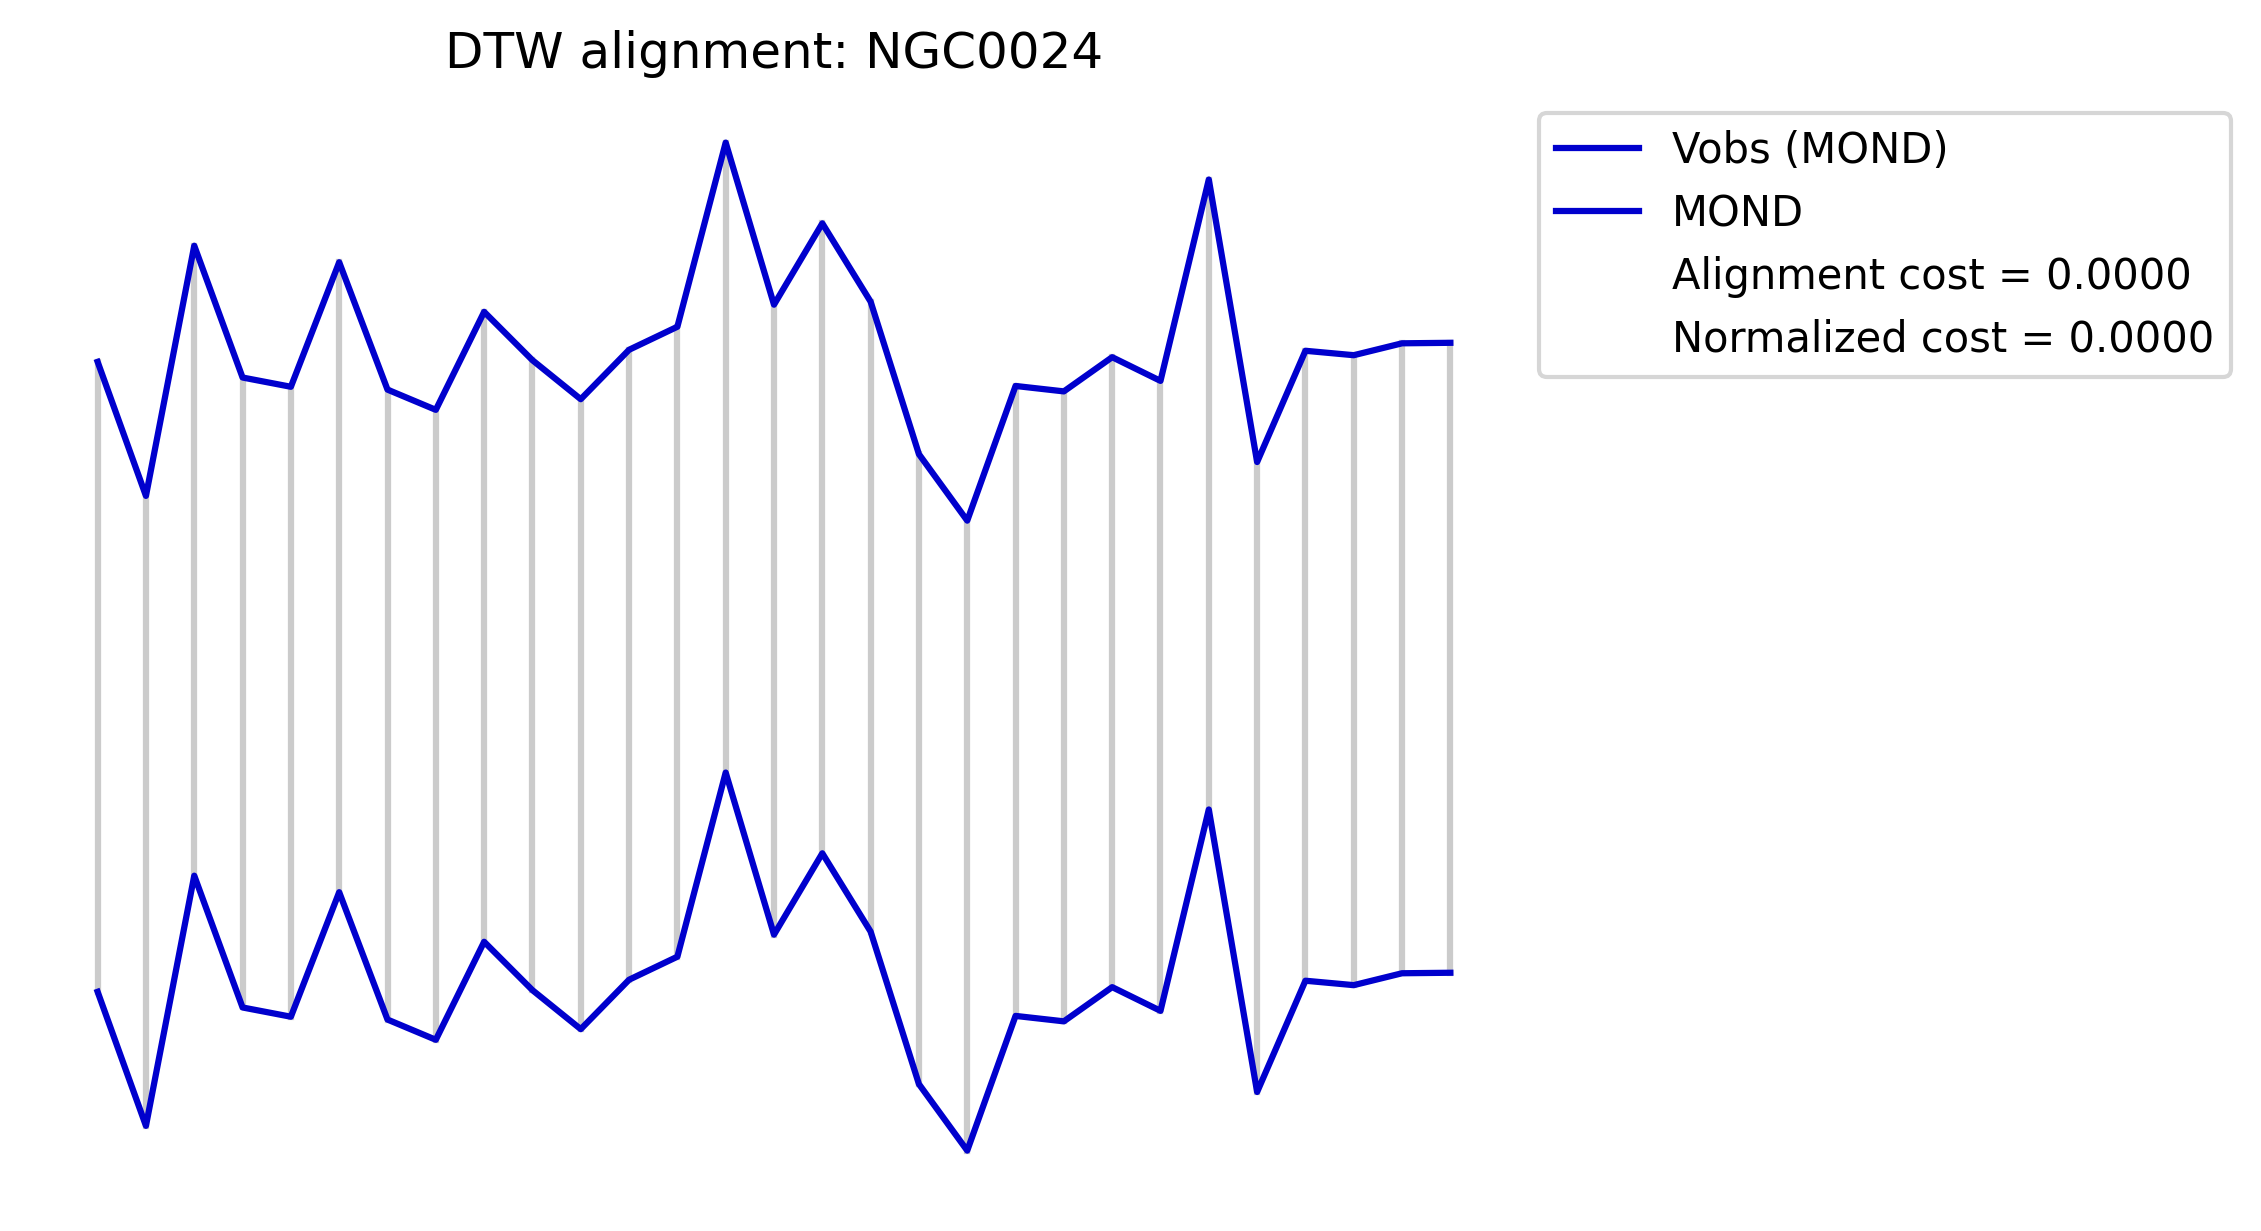 DTW alignment: NGC0024
Vobs (MOND)
MOND
Alignment cost = 0.0000
Normalized cost = 0.0000